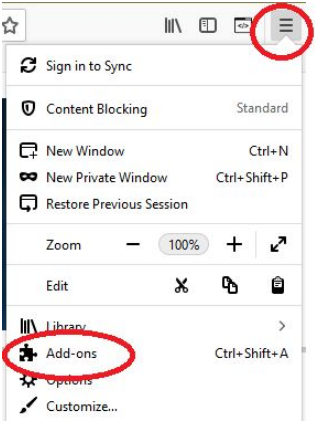 Sign in to Sync
Content Blocking Standard
New Window Ctrl+N
New Private Window Ctrl+Shift+P
Restore Previous Session
Zoom 100%
Edit
Library
Add-ons Ctrl+Shift+A
Options
Customize...